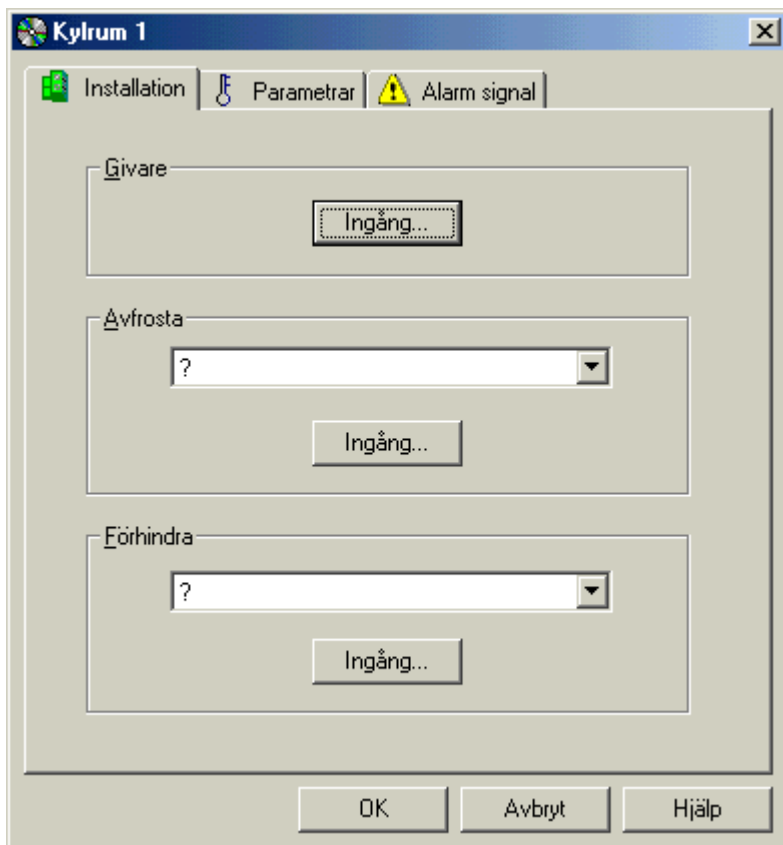 Kylrum 1
Installation Parametrar Alarm signal
Givare
Ingång...
Avfrosta
?
Ingång...
Förhindra
?
Ingång...
OK Avbryt Hjälp